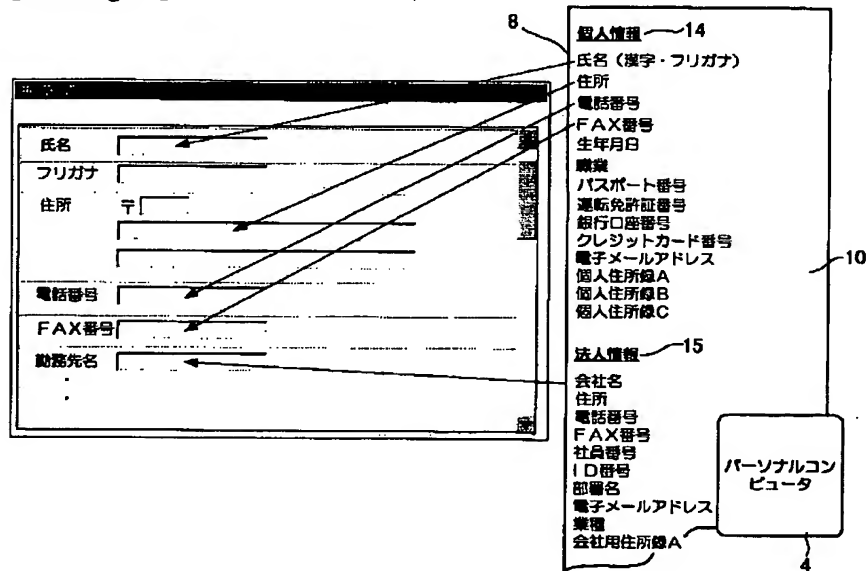 氏名
フリガナ
住所 〒
電話番号
FAX番号
勤務先名
8
個人情報 14
氏名(漢字・フリガナ)
住所
電話番号
FAX番号
生年月日
職業
パスポート番号
運転免許証番号
銀行口座番号
クレジットカード番号
電子メールアドレス
個人住所録A
個人住所録B
個人住所録C
10
法人情報 15
会社名
住所
電話番号
FAX番号
社員番号
ID番号
部署名
電子メールアドレス
業種
会社用住所録A
パーソナルコン
ピュータ
4